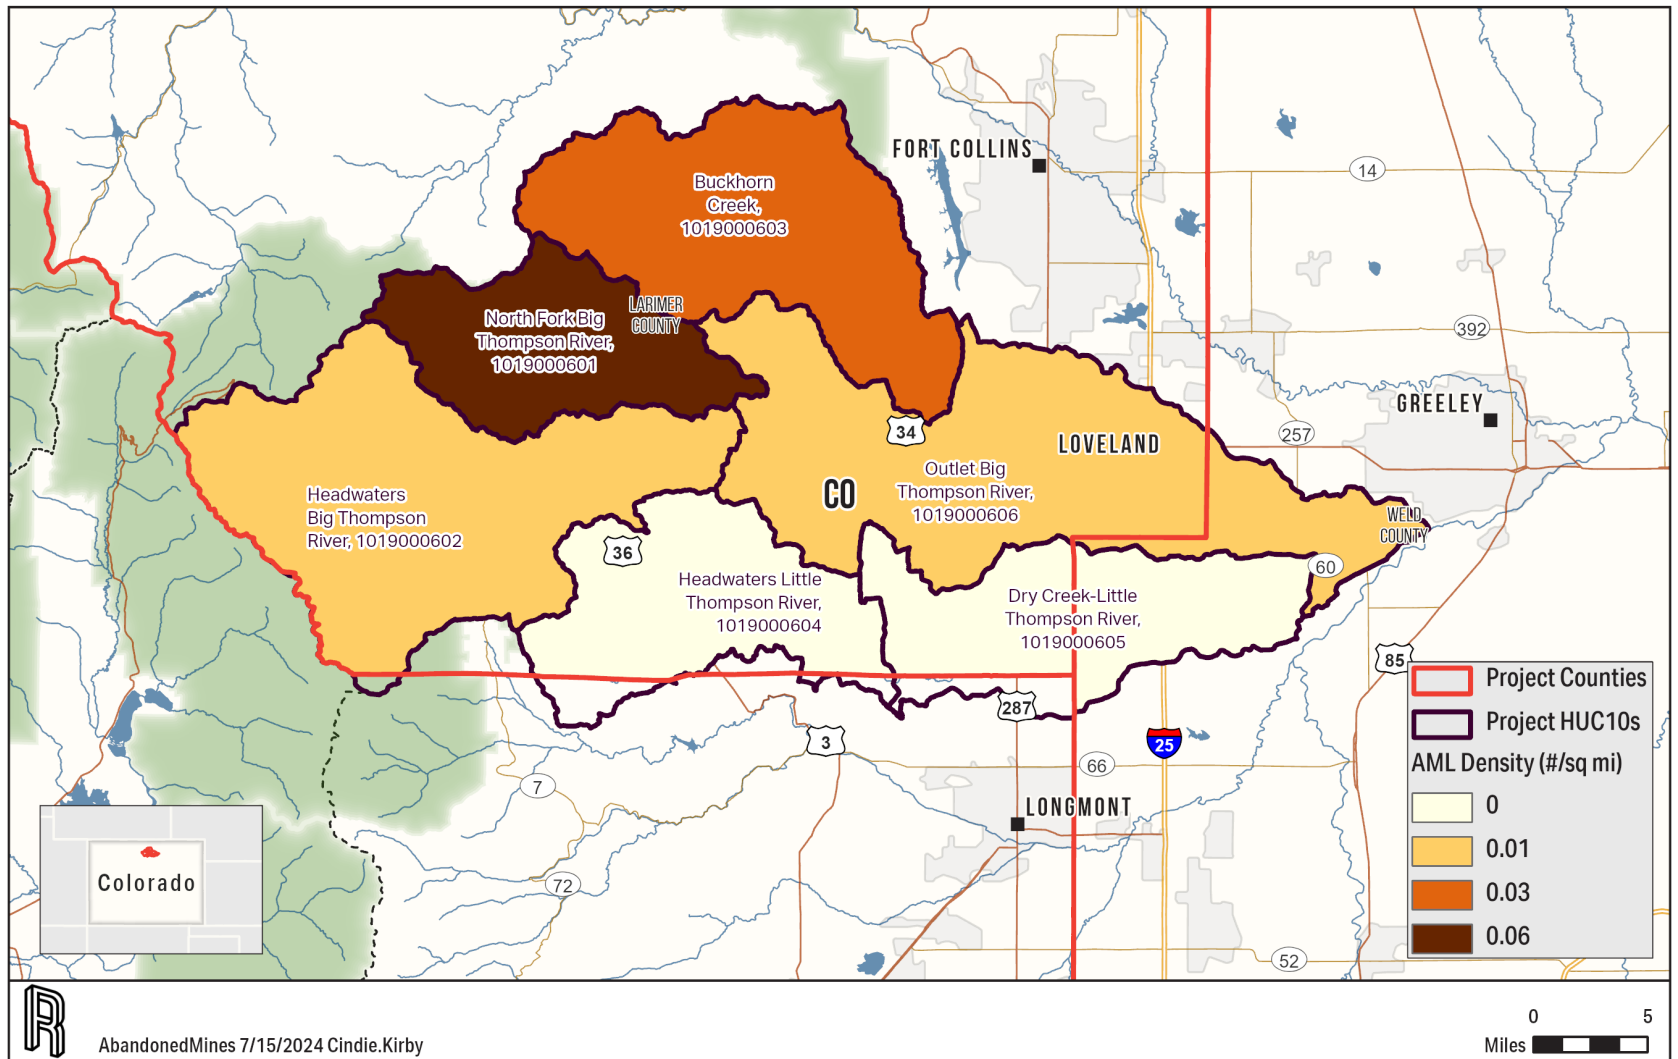 FORT COLLINS
14
Buckhorn
Creek,
1019000603
LARIMER
COUNTY
North Fork Big
Thompson River,
1019000601
392
GREELEY
34
257
LOVELAND
Outlet Big
Thompson River,
1019000606
CO
Headwaters
Big Thompson
River, 1019000602
WELD
COUNTY
36
60
Headwaters Little
Thompson River,
1019000604
Dry Creek-Little
Thompson River,
1019000605
85
287
3
25
66
7
LONGMONT
72
52
Colorado
Project Counties
Project HUC10s
AML Density (#/sq mi)
0
0.01
0.03
0.06
R
AbandonedMines 7/15/2024 Cindie.Kirby
0 5
Miles